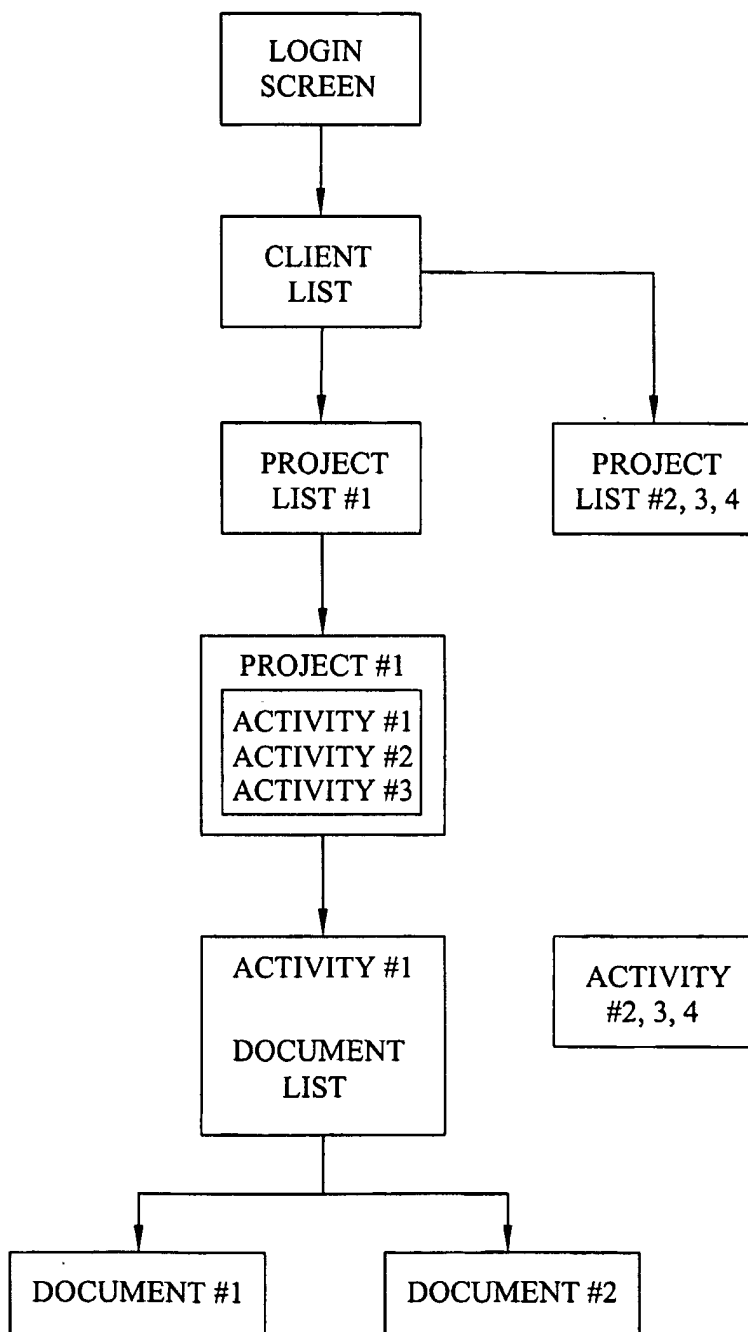 LOGIN
SCREEN
CLIENT
LIST
PROJECT
LIST #1
PROJECT
LIST #2, 3, 4
PROJECT #1
ACTIVITY #1
ACTIVITY #2
ACTIVITY #3
ACTIVITY #1
DOCUMENT
LIST
ACTIVITY
#2, 3, 4
DOCUMENT #1
DOCUMENT #2